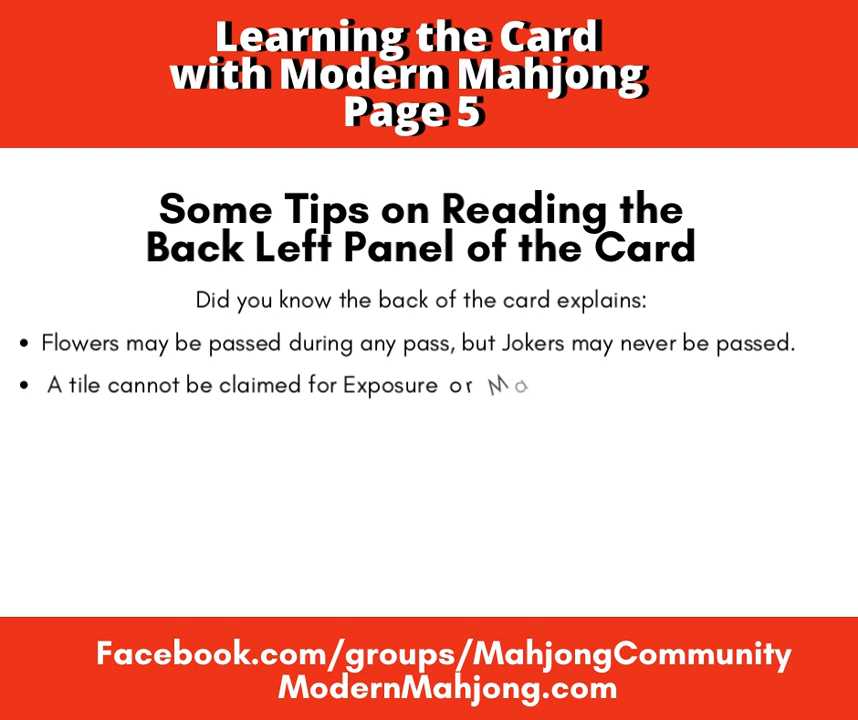 Learning the Card
with Modern Mahjong
Page 5
Some Tips on Reading the
Back Left Panel of the Card
Did you know the back of the card explains:
• Flowers may be passed during any pass, but Jokers may never be passed.
• A tile cannot be claimed for Exposure or Ma
Facebook.com/groups/MahjongCommunity
ModernMahjong.com